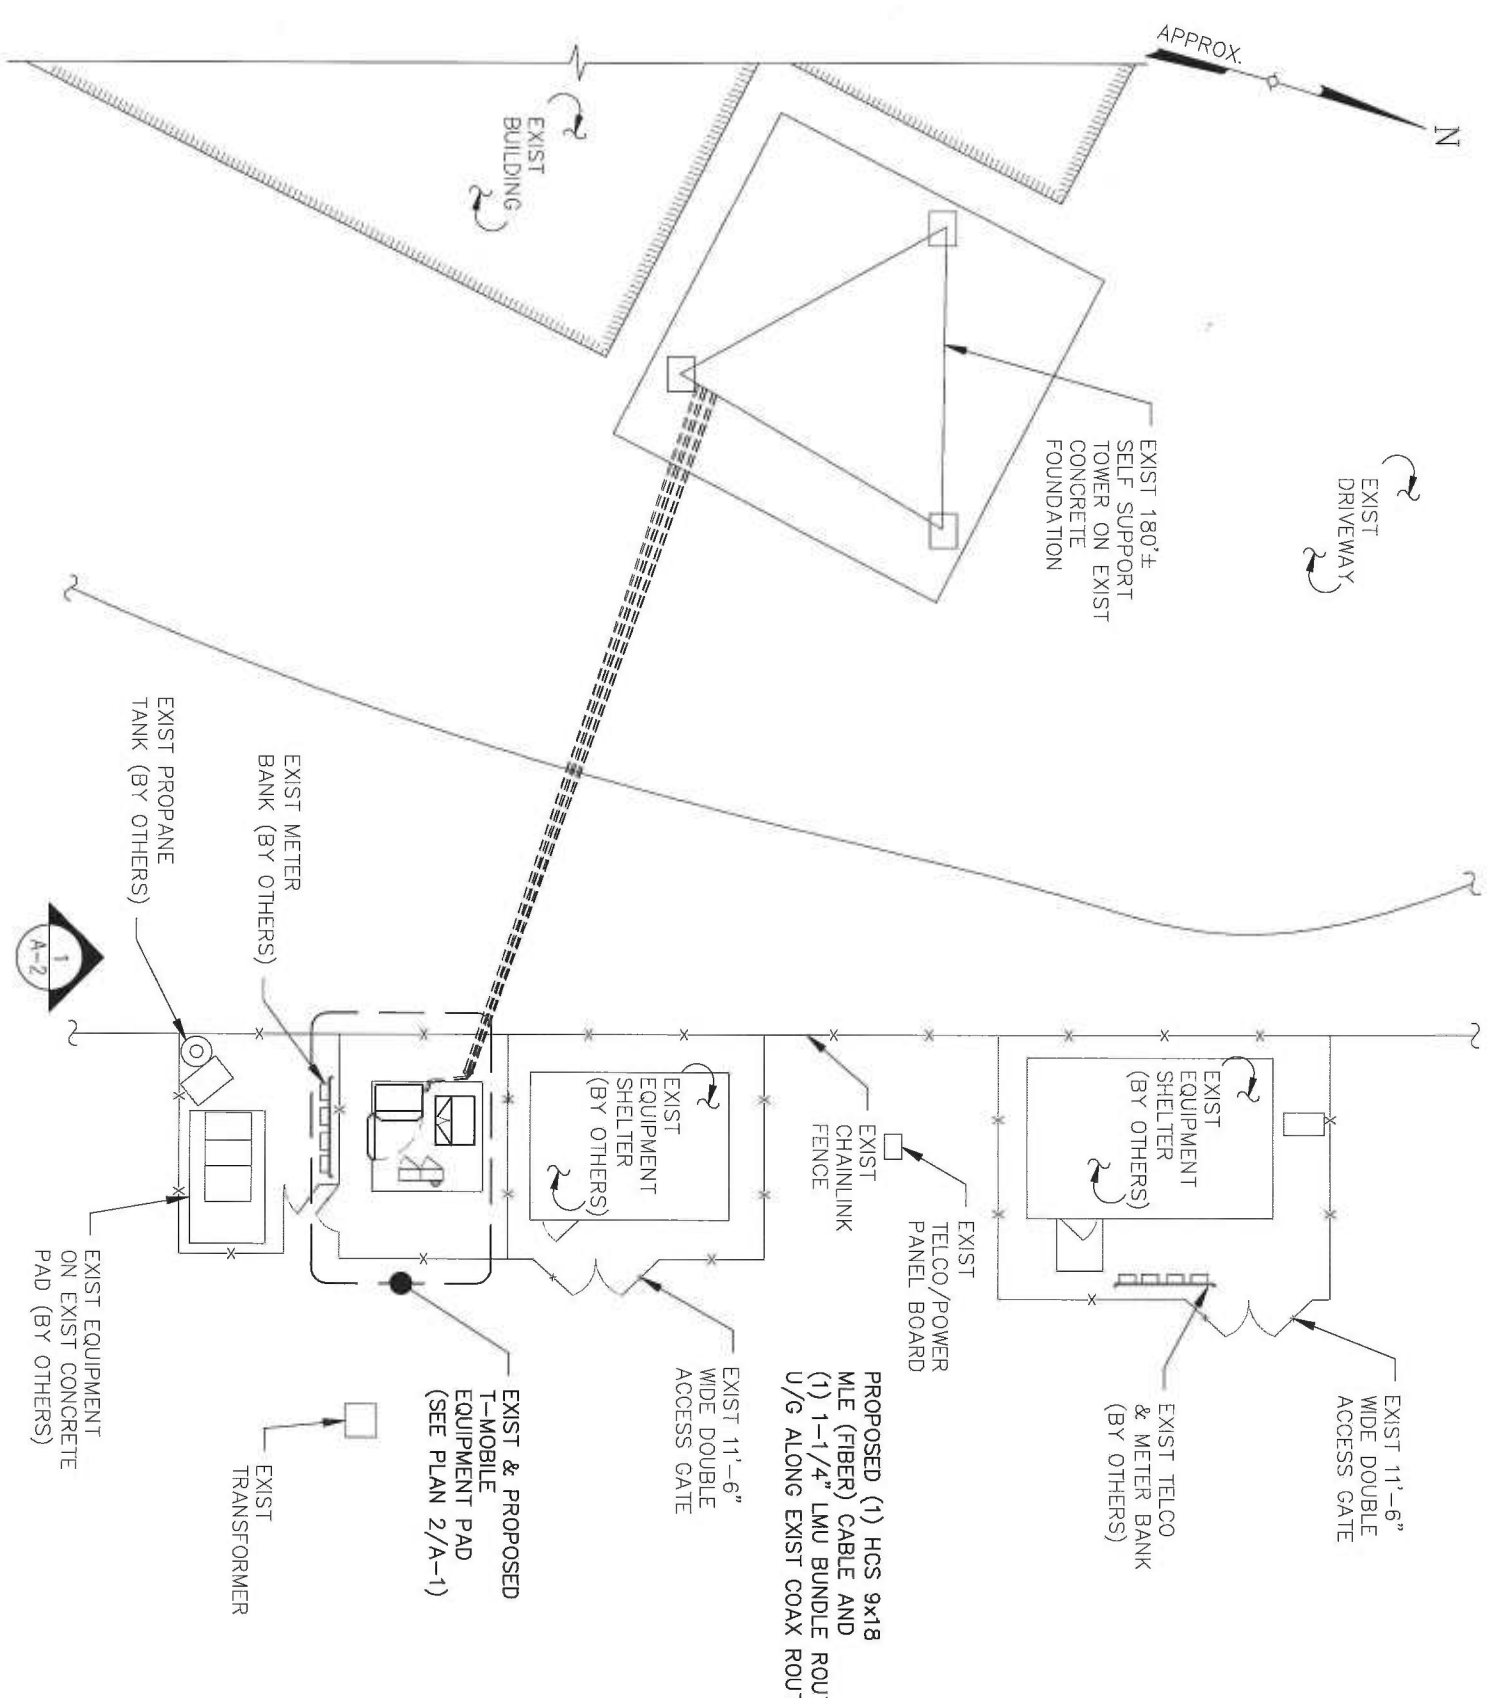 APPROX.
N
EXIST
BUILDING
EXIST
DRIVEWAY
EXIST 180'±
SELF SUPPORT
TOWER ON EXIST
CONCRETE
FOUNDATION
EXIST PROPANE
TANK (BY OTHERS)
EXIST METER
BANK (BY OTHERS)
1
A-2
EXIST
EQUIPMENT
SHELTER
(BY OTHERS)
EXIST
EQUIPMENT
SHELTER
(BY OTHERS)
EXIST
CHAINLINK
FENCE
EXIST
TELCO/POWER
PANEL BOARD
EXIST 11'-6"
WIDE DOUBLE
ACCESS GATE
EXIST TELCO
& METER BANK
(BY OTHERS)
PROPOSED (1) HCS 9x18
MLE (FIBER) CABLE AND
(1) 1-1/4" LMU BUNDLE ROU
U/G ALONG EXIST COAX ROU
EXIST 11'-6"
WIDE DOUBLE
ACCESS GATE
EXIST & PROPOSED
T-MOBILE
EQUIPMENT PAD
(SEE PLAN 2/A-1)
EXIST
TRANSFORMER
EXIST EQUIPMENT
ON EXIST CONCRETE
PAD (BY OTHERS)